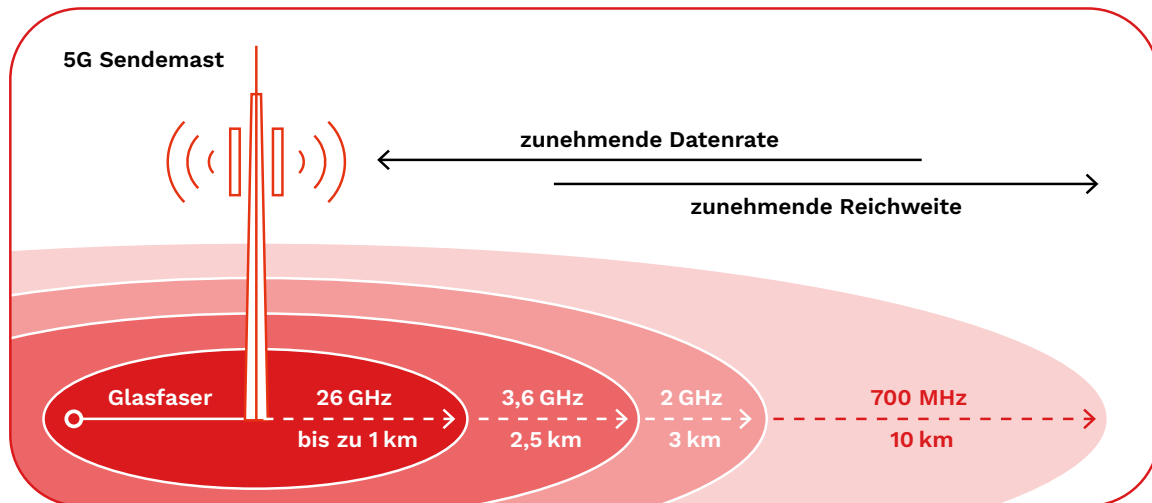 5G Sendemast
zunehmende Datenrate
zunehmende Reichweite
Glasfaser
26 GHz
bis zu 1 km
3,6 GHz
2,5 km
2 GHz
3 km
700 MHz
10 km